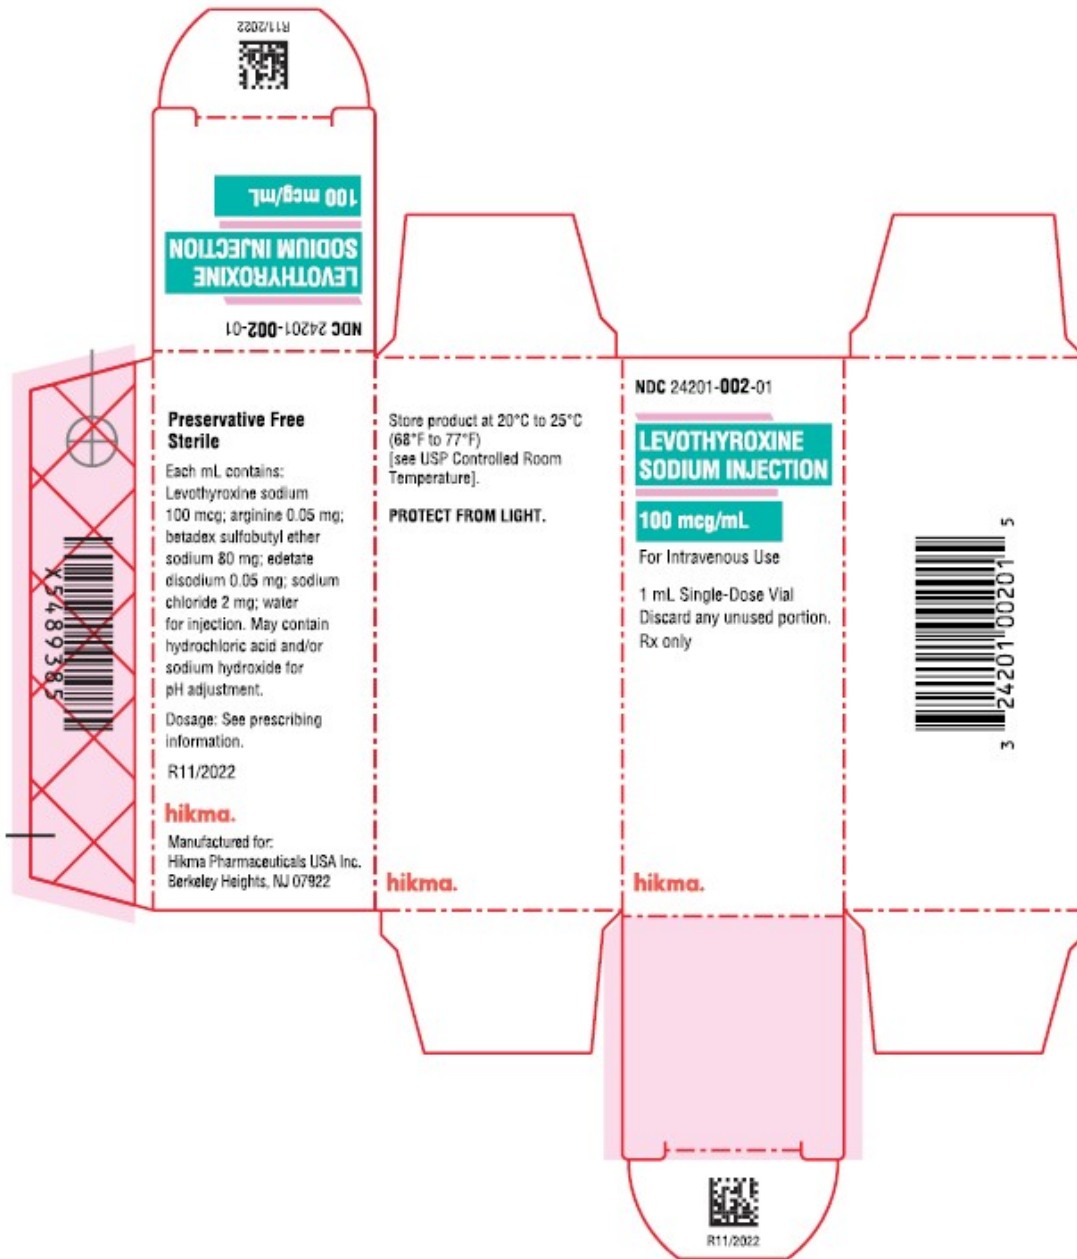 R11/2022
100 mcg/mL
LEVOTHYROXINE
SODIUM INJECTION
NDC 24201-002-01
X5489385
Preservative Free
Sterile
Each mL contains:
Levothyroxine sodium
100 mcg; arginine 0.05 mg;
betadex sulfobutyl ether
sodium 80 mg; edetate
disodium 0.05 mg; sodium
chloride 2 mg; water
for injection. May contain
hydrochloric acid and/or
sodium hydroxide for
pH adjustment.
Dosage: See prescribing
information.
R11/2022
hikma.
Manufactured for:
Hikma Pharmaceuticals USA Inc.
Berkeley Heights, NJ 07922
Store product at 20°C to 25°C
(68°F to 77°F)
[see USP Controlled Room
Temperature].
PROTECT FROM LIGHT.
hikma.
NDC 24201-002-01
LEVOTHYROXINE
SODIUM INJECTION
100 mcg/mL
For Intravenous Use
1 mL Single-Dose Vial
Discard any unused portion.
Rx only
hikma.
3 24201 00201 5
R11/2022